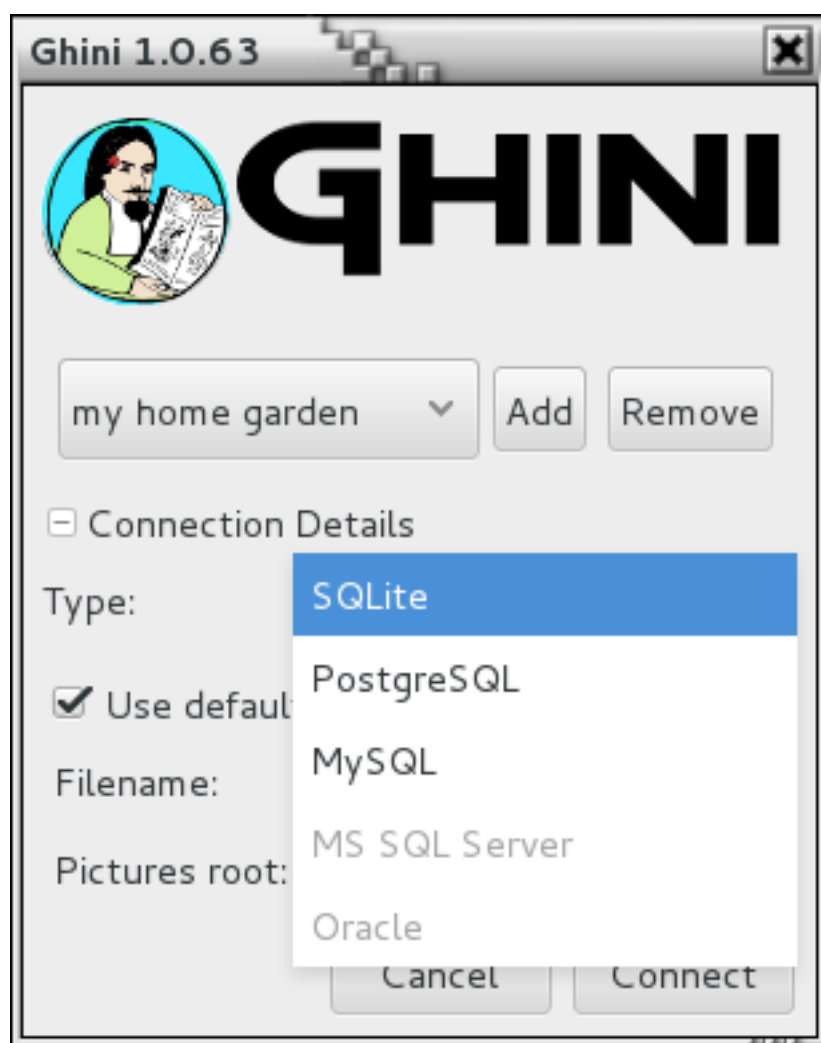 Ghini 1.0.63
GHINI
my home garden
Add
Remove
Connection Details
Type:
SQLite
PostgreSQL
Use defaul
MySQL
Filename:
MS SQL Server
Pictures root:
Oracle
Cancel
Connect